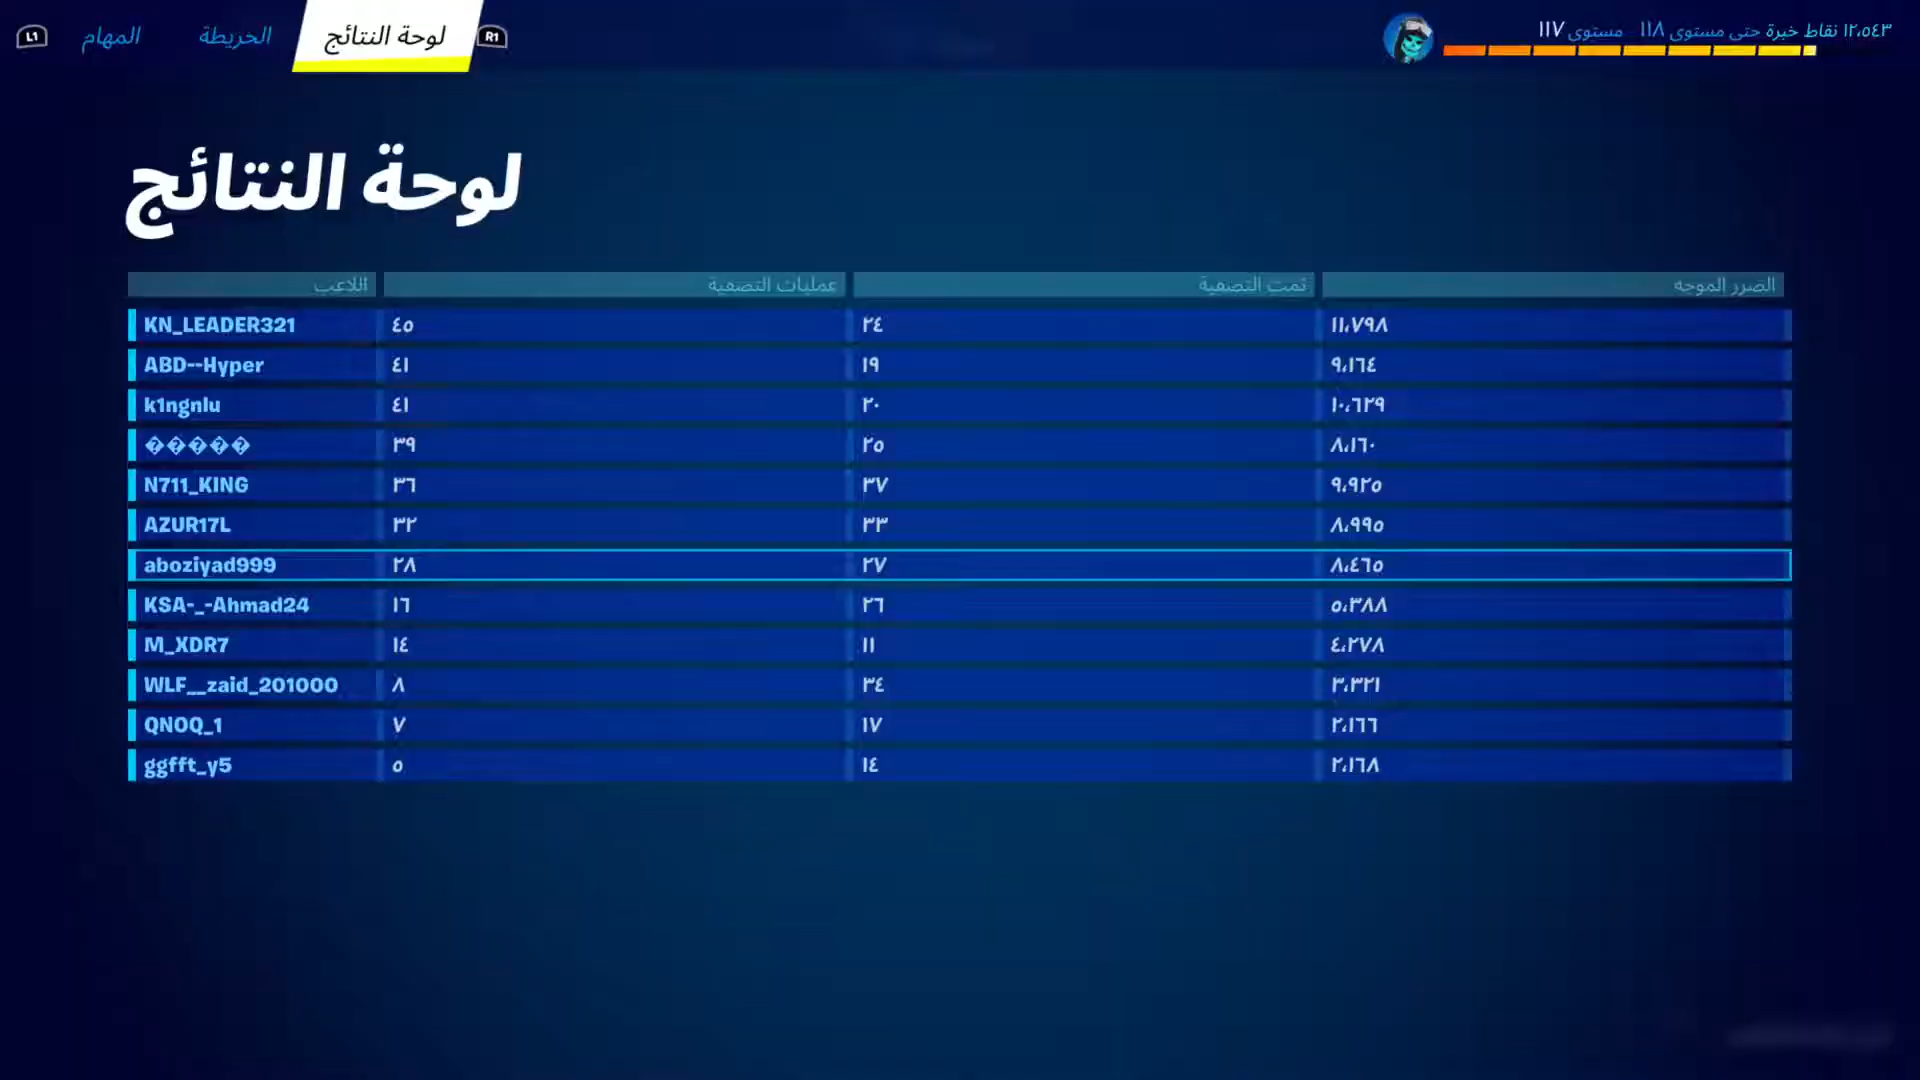 L1 المهام الخريطة لوحة النتائج R1
١٢،٥٤٣ نقاط خبرة حتى مستوى ١١٨ مستوى ١١٧
لوحة النتائج
اللاعب عمليات التصفية تمت التصفية الضرر الموجه
KN_LEADER321 ٤٥ ٢٤ ١١،٧٩٨
ABD--Hyper ٤١ ١٩ ٩،١٦٤
k1ngnlu ٤١ ٢٠ ١٠،٦٢٩
����� ٣٩ ٢٥ ٨،١٦٠
N711_KING ٣٦ ٣٧ ٩،٩٢٥
AZUR17L ٣٢ ٣٣ ٨،٩٩٥
aboziyad999 ٢٨ ٢٧ ٨،٤٦٥
KSA-_-Ahmad24 ١٦ ٢٦ ٥،٣٨٨
M_XDR7 ١٤ ١١ ٤،٢٧٨
WLF__zaid_201000 ٨ ٣٤ ٣،٣٢١
QNOQ_1 ٧ ١٧ ٢،١٦٦
ggfft_y5 ٥ ١٤ ٢،١٦٨